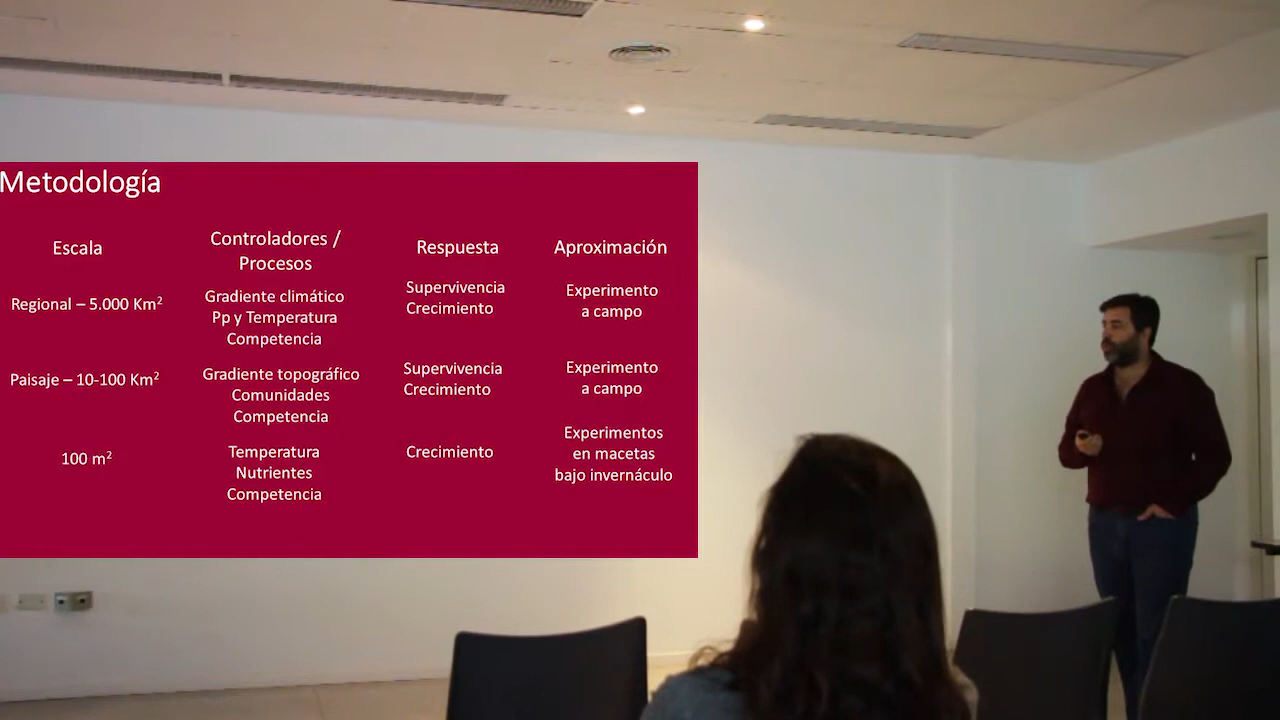 Metodología
Escala
Controladores /
Procesos
Respuesta
Aproximación
Regional – 5.000 Km²
Gradiente climático
Pp y Temperatura
Competencia
Supervivencia
Crecimiento
Experimento
a campo
Paisaje – 10-100 Km²
Gradiente topográfico
Comunidades
Competencia
Supervivencia
Crecimiento
Experimento
a campo
100 m²
Temperatura
Nutrientes
Competencia
Crecimiento
Experimentos
en macetas
bajo invernáculo